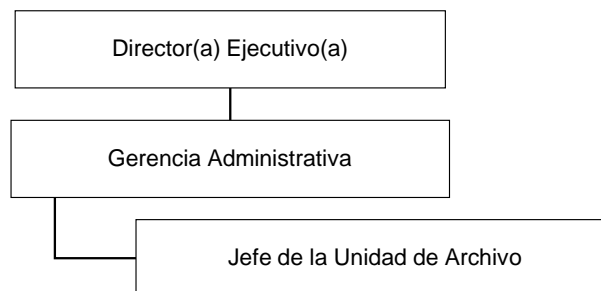 Director(a) Ejecutivo(a)
Gerencia Administrativa
Jefe de la Unidad de Archivo